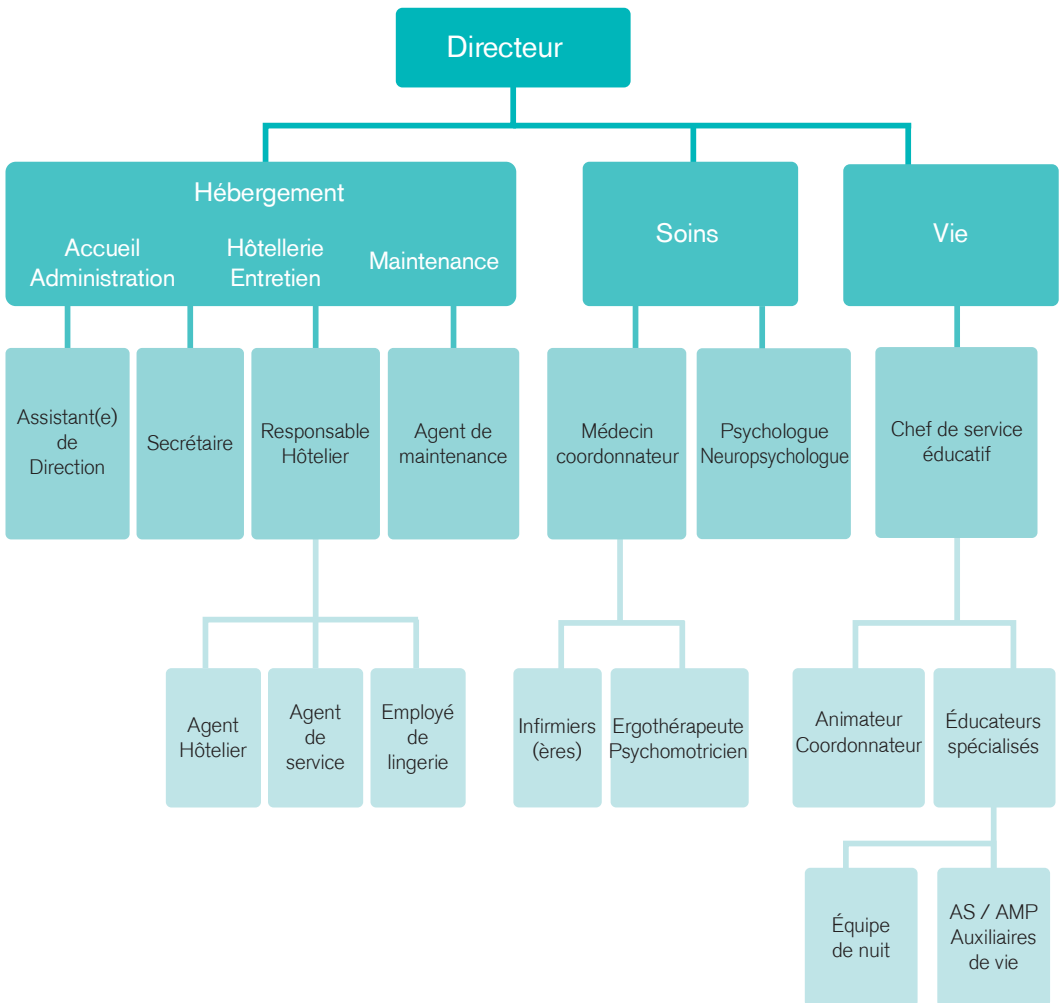 Directeur
Hébergement
Accueil
Administration
Hôtellerie
Entretien
Maintenance
Soins
Vie
Assistant(e)
de
Direction
Secrétaire
Responsable
Hôtelier
Agent de
maintenance
Médecin
coordonnateur
Psychologue
Neuropsychologue
Chef de service
éducatif
Agent
Hôtelier
Agent
de
service
Employé
de
lingerie
Infirmiers
(ères)
Ergothérapeute
Psychomotricien
Animateur
Coordonnateur
Éducateurs
spécialisés
Équipe
de nuit
AS / AMP
Auxiliaires
de vie